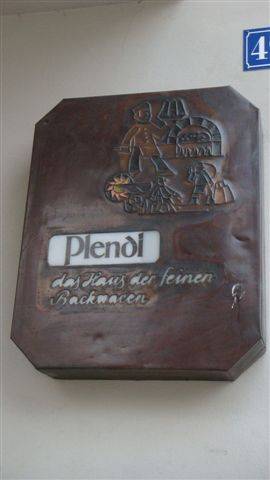 4
Plendl
das Haus der feinen
Backwaren